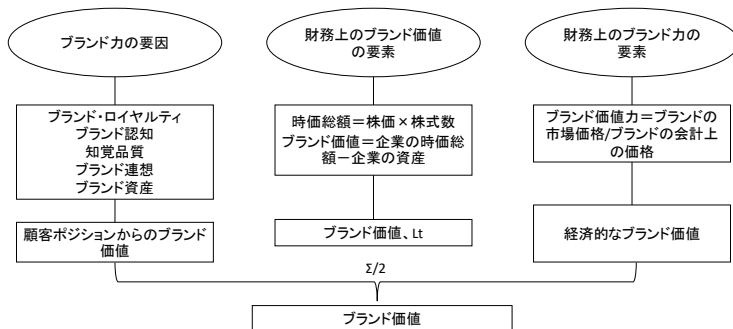 ブランド力の要因
財務上のブランド価値
の要素
財務上のブランド力の
要素
ブランド・ロイヤルティ
ブランド認知
知覚品質
ブランド連想
ブランド資産
時価総額＝株価×株式数
ブランド価値＝企業の時価総
額－企業の資産
ブランド価値力＝ブランドの
市場価格/ブランドの会計上
の価格
顧客ポジションからのブランド
価値
ブランド価値、Lt
経済的なブランド価値
Σ/2
ブランド価値